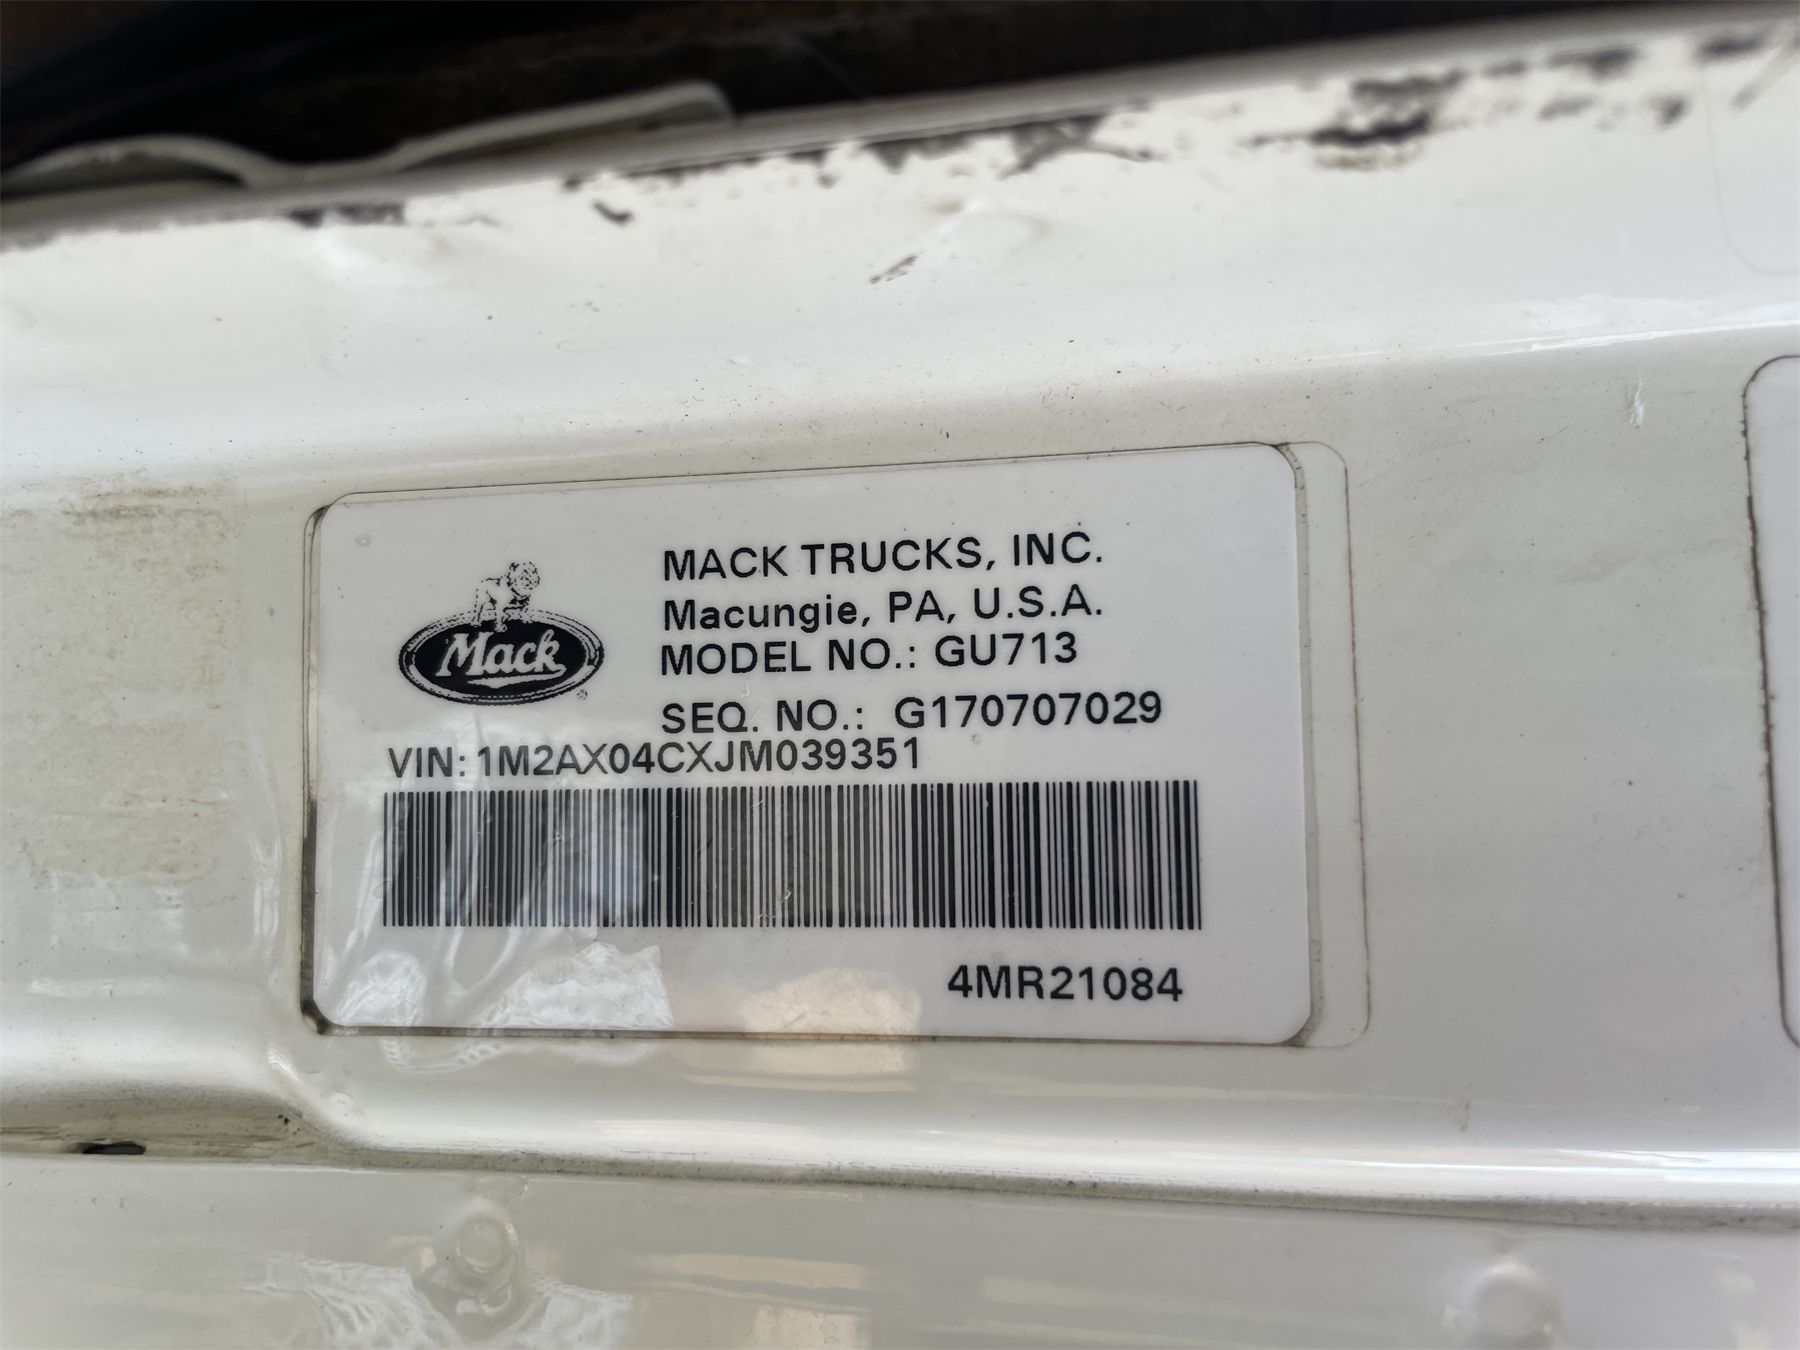 MACK TRUCKS, INC.
Macungie, PA, U.S.A.
Mack
®
MODEL NO.: GU713
SEQ. NO.: G170707029
VIN: 1M2AX04CXJM039351
4MR21084